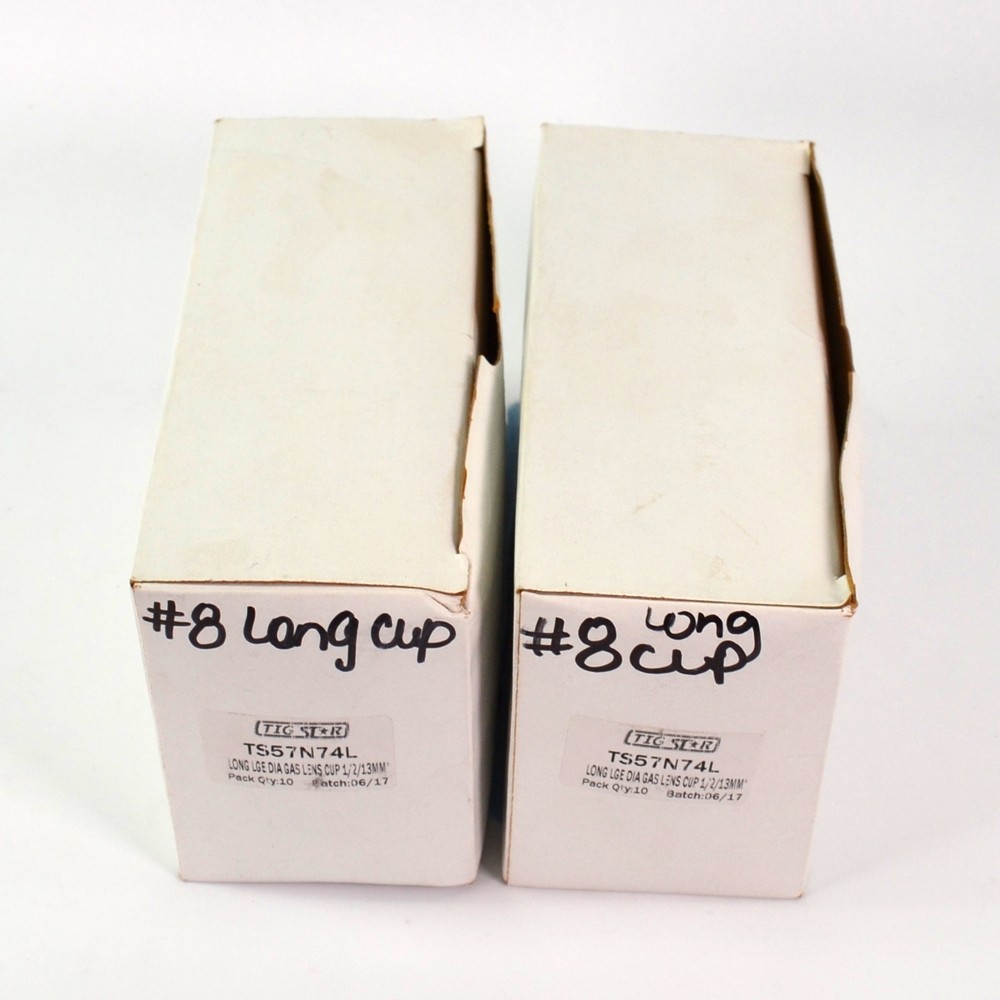 #8 Long Cup
TIG ST★R
TS57N74L
LONG LGE DIA GAS LENS CUP 1/2/13MM"
Pack Qty:10 Batch:06/17
#8 Long
Cup
TIG ST★R
TS57N74L
LONG LGE DIA GAS LENS CUP 1/2/13MM"
Pack Qty:10 Batch:06/17